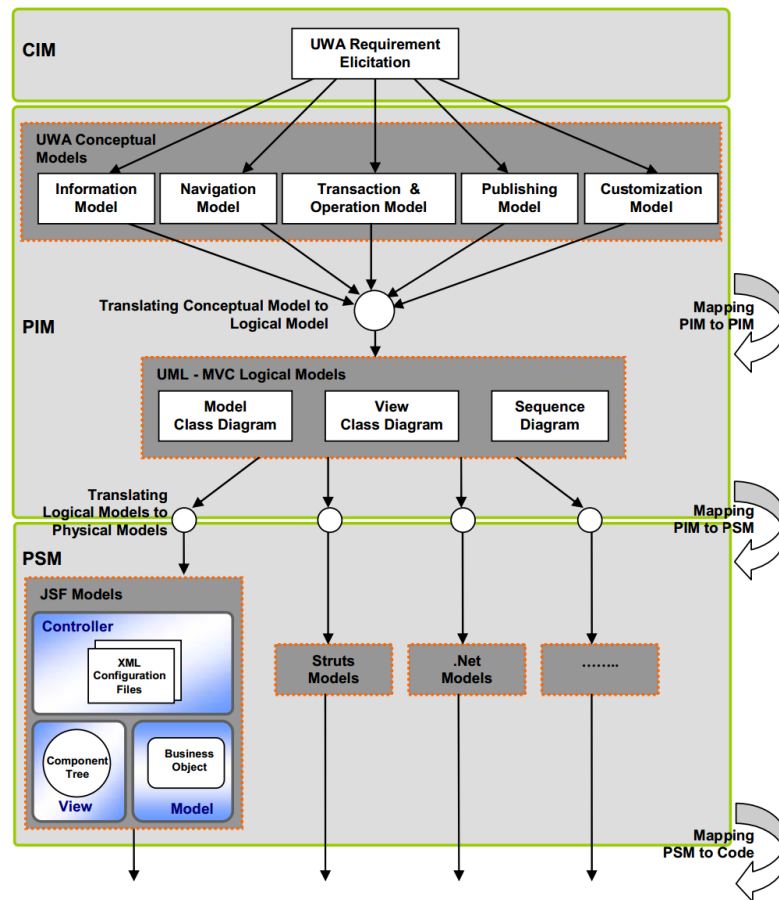 CIM
UWA Requirement
Elicitation
UWA Conceptual
Models
Information
Model
Navigation
Model
Transaction &
Operation Model
Publishing
Model
Customization
Model
Translating Conceptual Model to
Logical Model
Mapping
PIM to PIM
PIM
UML - MVC Logical Models
Model
Class Diagram
View
Class Diagram
Sequence
Diagram
Translating
Logical Models to
Physical Models
Mapping
PIM to PSM
PSM
JSF Models
Controller
XML
Configuration
Files
Component
Tree
View
Business
Object
Model
Struts
Models
.Net
Models
........
Mapping
PSM to Code